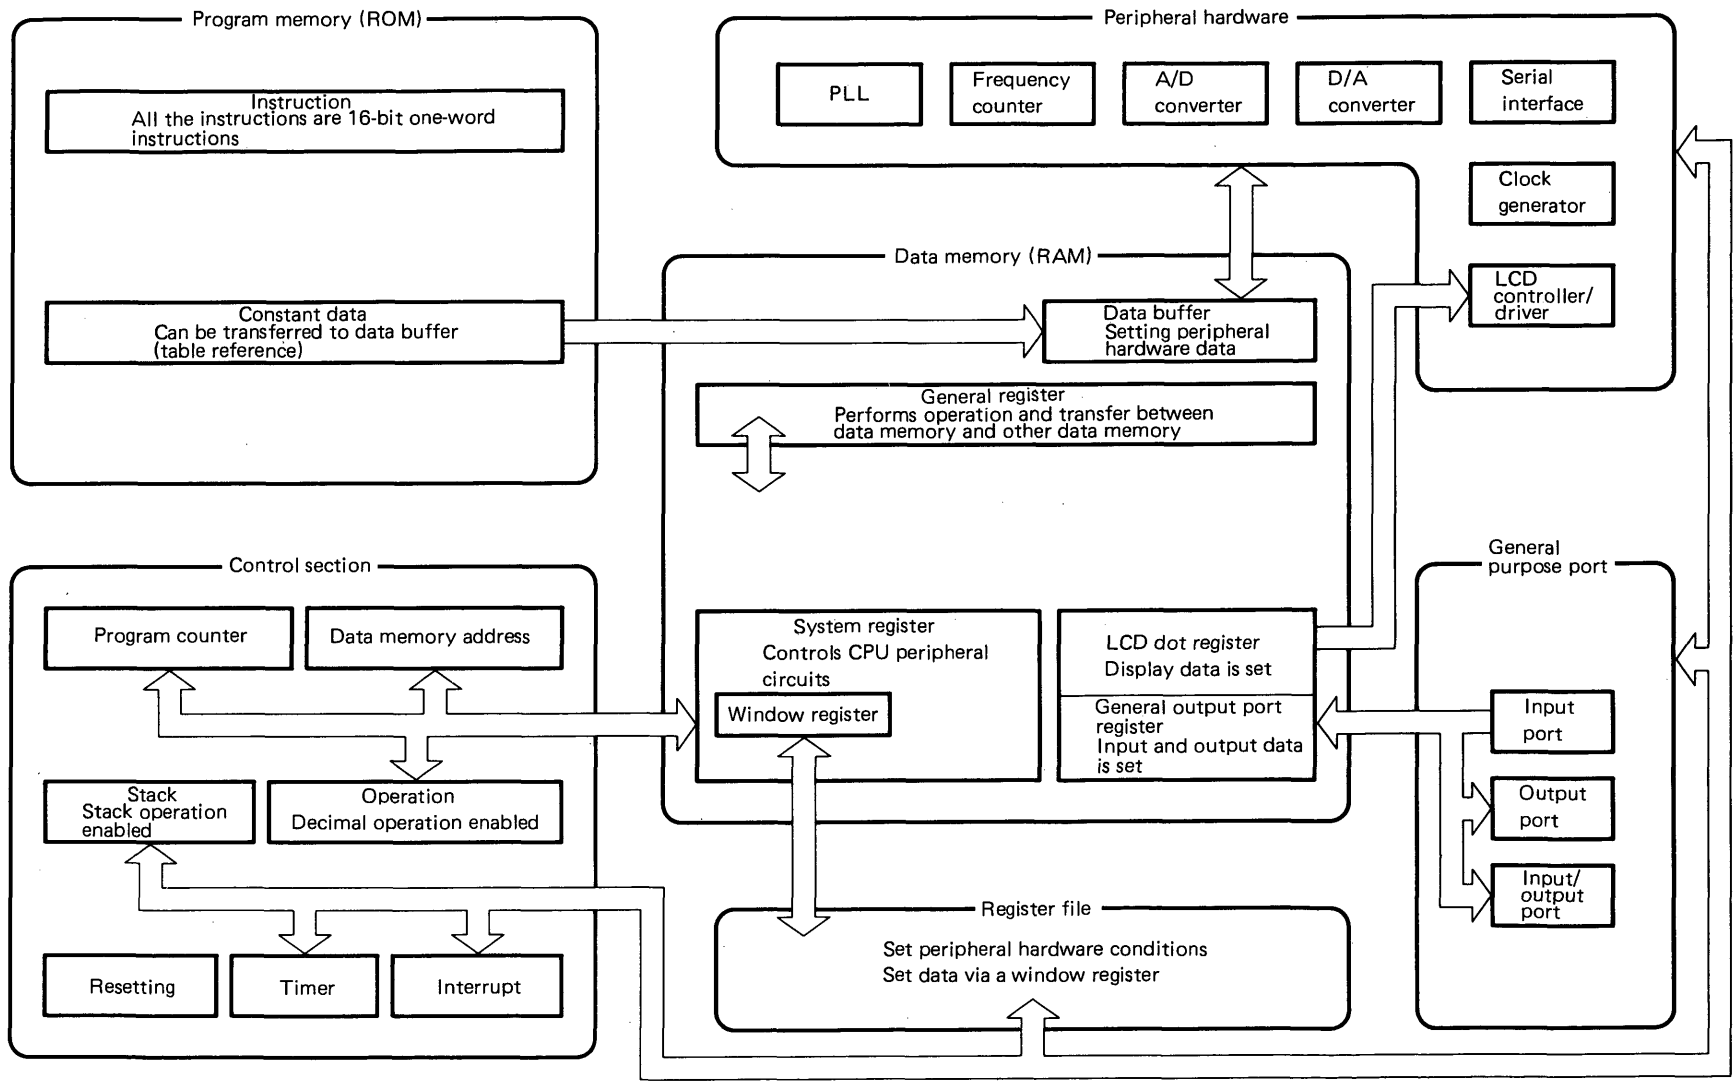 Program memory (ROM)
Instruction
All the instructions are 16-bit one-word
instructions
Constant data
Can be transferred to data buffer
(table reference)
Peripheral hardware
PLL
Frequency
counter
A/D
converter
D/A
converter
Serial
interface
Clock
generator
LCD
controller/
driver
Data memory (RAM)
Data buffer
Setting peripheral
hardware data
General register
Performs operation and transfer between
data memory and other data memory
System register
Controls CPU peripheral
circuits
Window register
LCD dot register
Display data is set
General output port
register
Input and output data
is set
Control section
Program counter
Data memory address
Stack
Stack operation
enabled
Operation
Decimal operation enabled
Resetting
Timer
Interrupt
Register file
Set peripheral hardware conditions
Set data via a window register
General
purpose port
Input
port
Output
port
Input/
output
port